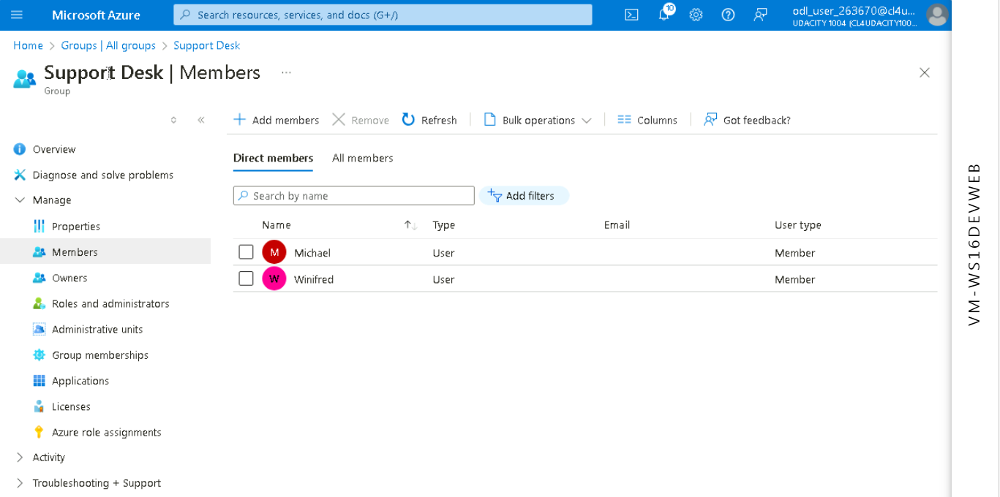 Microsoft Azure
Search resources, services, and docs (G+/)
10
odl_user_263670@cl4u...
UDACITY 1004 (CL4UDACITY100...
Home > Groups | All groups > Support Desk
Support Desk | Members ...
Group
Add members
Remove
Refresh
Bulk operations
Columns
Got feedback?
Overview
Diagnose and solve problems
Manage
Properties
Members
Owners
Roles and administrators
Administrative units
Group memberships
Applications
Licenses
Azure role assignments
Activity
Troubleshooting + Support
Direct members
All members
Search by name
Add filters
Name Type Email User type
M Michael User Member
W Winifred User Member
VM-WS16DEVWEB